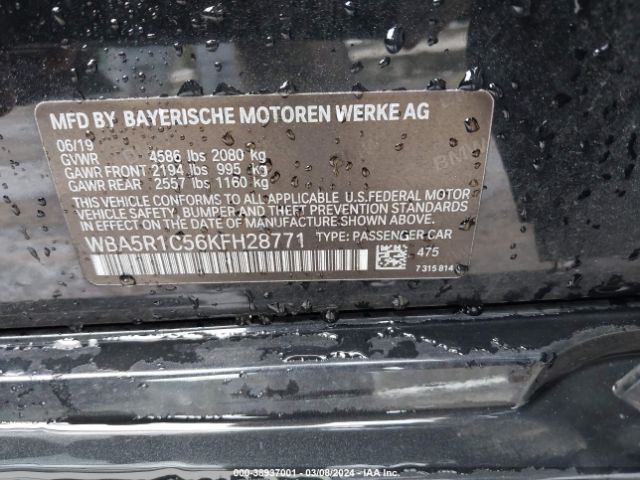 MFD BY BAYERISCHE MOTOREN WERKE AG
06/19
GVWR 4586 lbs 2080 kg
GAWR FRONT 2194 lbs 995 kg
GAWR REAR 2557 lbs 1160 kg
THIS VEHICLE CONFORMS TO ALL APPLICABLE U.S.FEDERAL MOTOR
VEHICLE SAFETY, BUMPER, AND THEFT PREVENTION STANDARDS
IN EFFECT ON THE DATE OF MANUFACTURE SHOWN ABOVE.
WBA5R1C56KFH28771 TYPE: PASSENGER CAR
475
7 315 814
000-38937001 - 03/08/2024 - IAA Inc.